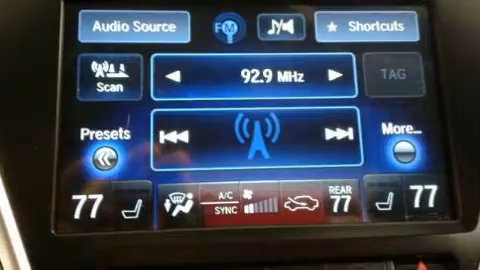 Audio Source
FM
★ Shortcuts
Scan
92.9 MHz
TAG
Presets
More...
77
A/C
SYNC
REAR
77
77